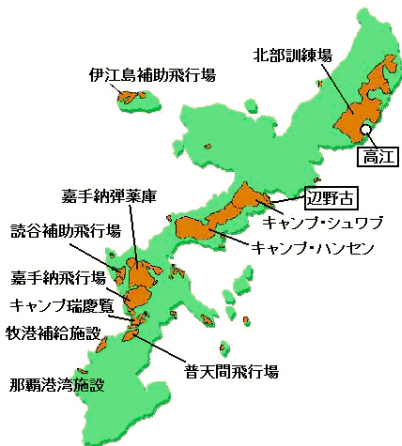 北部訓練場
伊江島補助飛行場
高江
嘉手納弾薬庫
辺野古
キャンプ・シュワブ
読谷補助飛行場
キャンプ・ハンセン
嘉手納飛行場
キャンプ瑞慶覧
牧港補給施設
普天間飛行場
那覇港湾施設